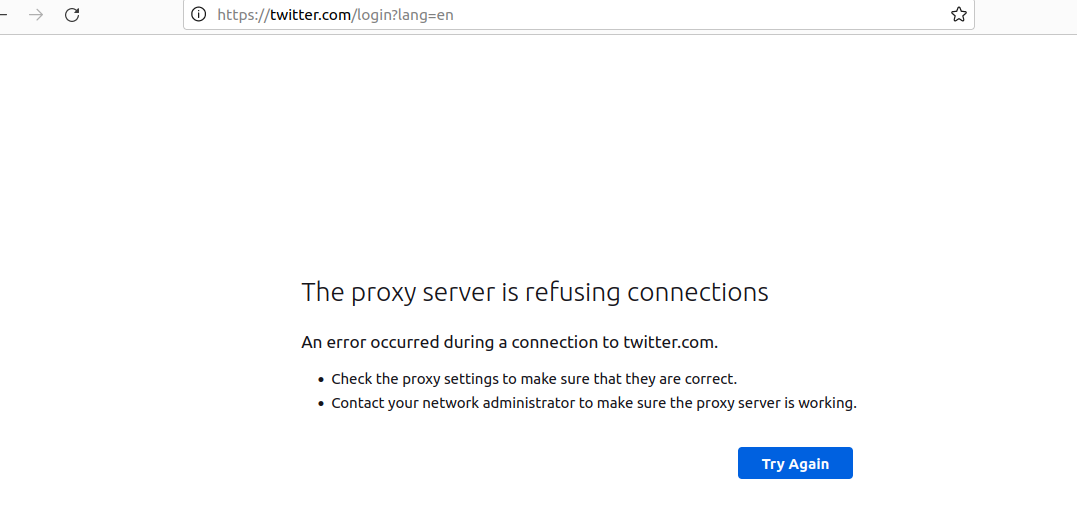 https://twitter.com/login?lang=en
The proxy server is refusing connections
An error occurred during a connection to twitter.com.
• Check the proxy settings to make sure that they are correct.
• Contact your network administrator to make sure the proxy server is working.
Try Again